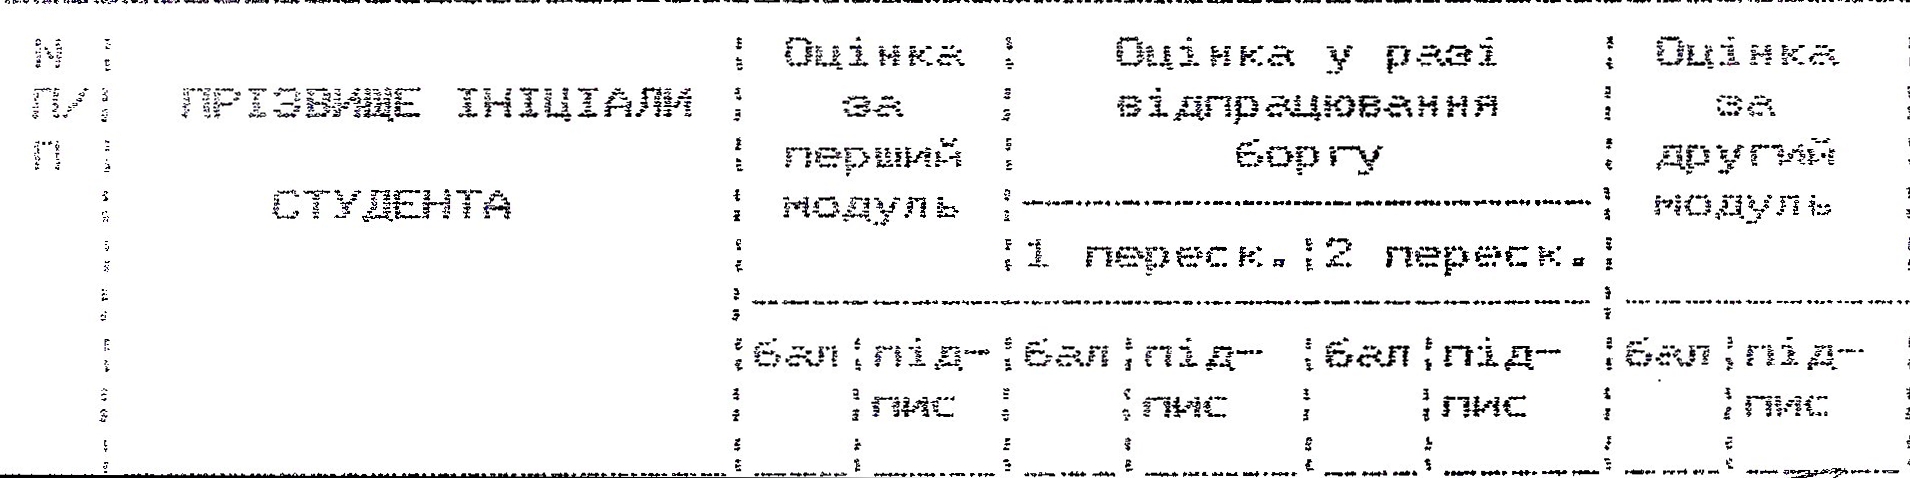 N Оцінка Оцінка у разі Оцінка
П/ ПРІЗВИЩЕ ІНІЦІАЛИ за відпрацювання за
П перший боргу другий
СТУДЕНТА модуль модуль
1 переск. 2 переск.
бал під- бал під- бал під- бал під-
пис пис пис пис